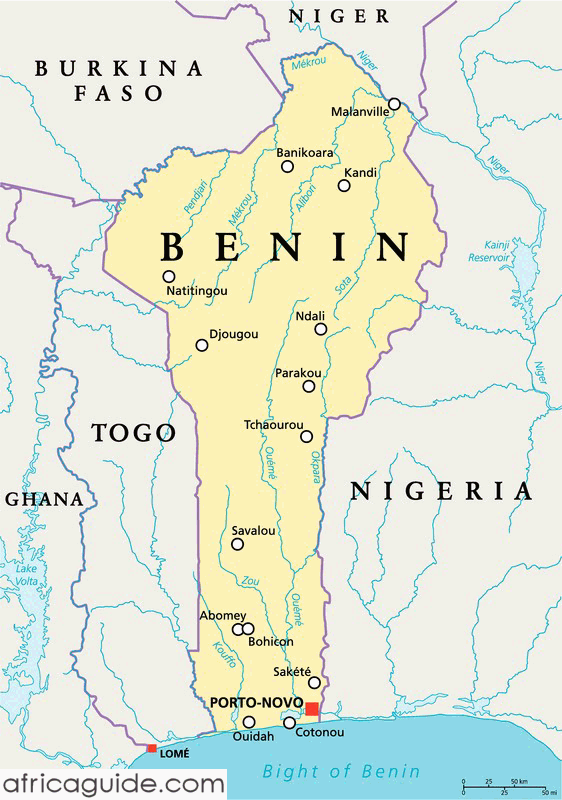 NIGER
BURKINA
FASO
Mékrou
Niger
Malanville
Niger
Banikoara
Kandi
Pendjari
Mékrou
Alibori
BENIN
Kainji
Reservoir
Natitingou
Sota
Ndali
Djougou
Parakou
Niger
Tchaourou
TOGO
Ouémé
Okpara
GHANA
NIGERIA
Savalou
Lake
Volta
Zou
Ouémé
Abomey
Bohicon
Kouffo
Sakété
PORTO-NOVO
Ouidah
Cotonou
LOMÉ
Bight of Benin
0 25 50 km
0 25 50 mi
africaguide.com